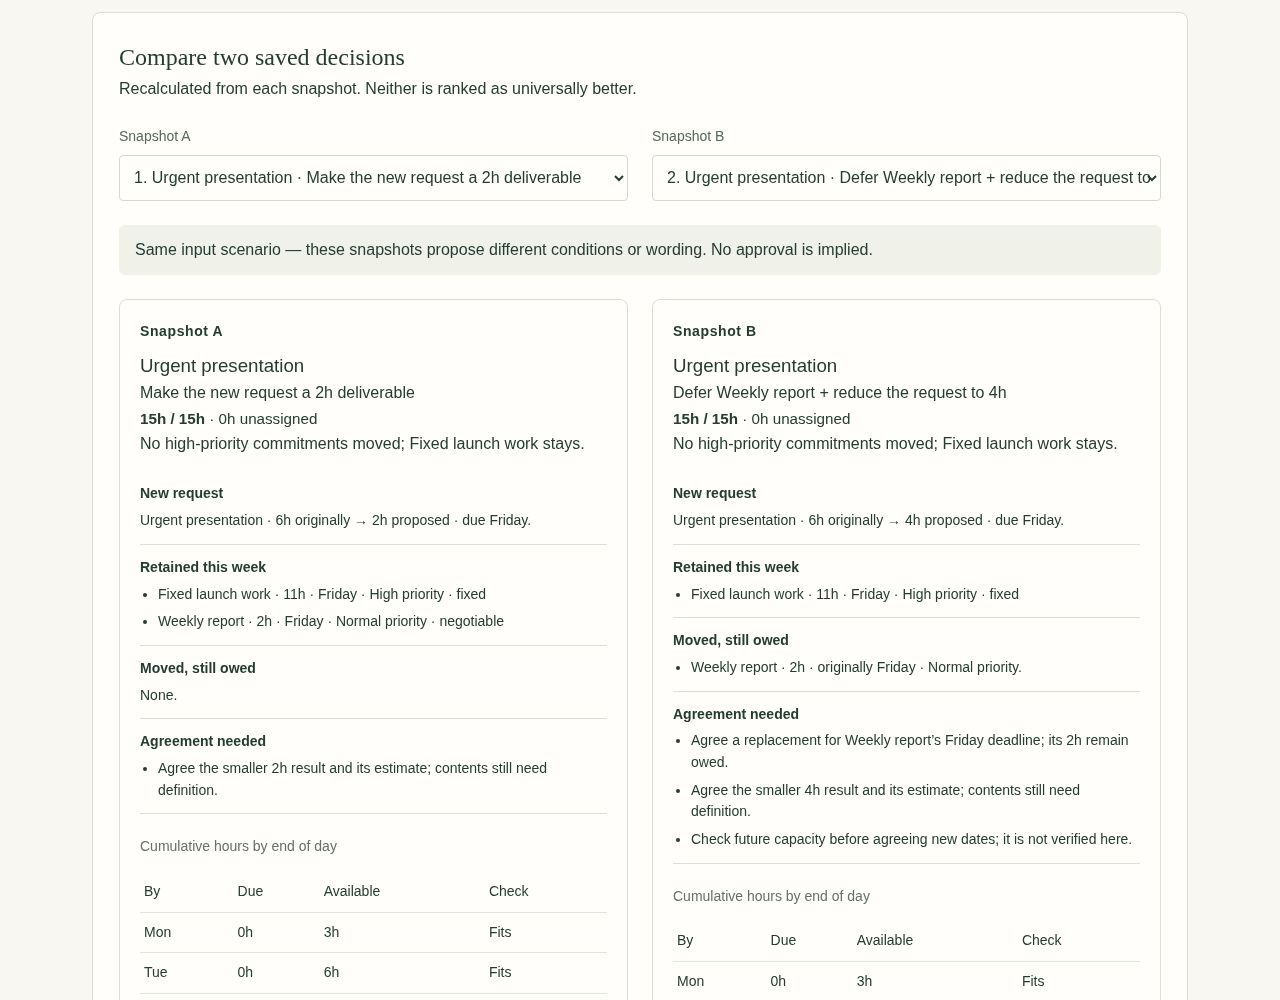 Compare two saved decisions
Recalculated from each snapshot. Neither is ranked as universally better.
Snapshot A
1. Urgent presentation · Make the new request a 2h deliverable
Snapshot B
2. Urgent presentation · Defer Weekly report + reduce the request to
Same input scenario — these snapshots propose different conditions or wording. No approval is implied.
Snapshot A
Urgent presentation
Make the new request a 2h deliverable
15h / 15h · 0h unassigned
No high-priority commitments moved; Fixed launch work stays.
New request
Urgent presentation · 6h originally → 2h proposed · due Friday.
Retained this week
• Fixed launch work · 11h · Friday · High priority · fixed
• Weekly report · 2h · Friday · Normal priority · negotiable
Moved, still owed
None.
Agreement needed
• Agree the smaller 2h result and its estimate; contents still need
definition.
Cumulative hours by end of day
By Due Available Check
Mon 0h 3h Fits
Tue 0h 6h Fits
Snapshot B
Urgent presentation
Defer Weekly report + reduce the request to 4h
15h / 15h · 0h unassigned
No high-priority commitments moved; Fixed launch work stays.
New request
Urgent presentation · 6h originally → 4h proposed · due Friday.
Retained this week
• Fixed launch work · 11h · Friday · High priority · fixed
Moved, still owed
• Weekly report · 2h · originally Friday · Normal priority.
Agreement needed
• Agree a replacement for Weekly report’s Friday deadline; its 2h remain
owed.
• Agree the smaller 4h result and its estimate; contents still need
definition.
• Check future capacity before agreeing new dates; it is not verified here.
Cumulative hours by end of day
By Due Available Check
Mon 0h 3h Fits